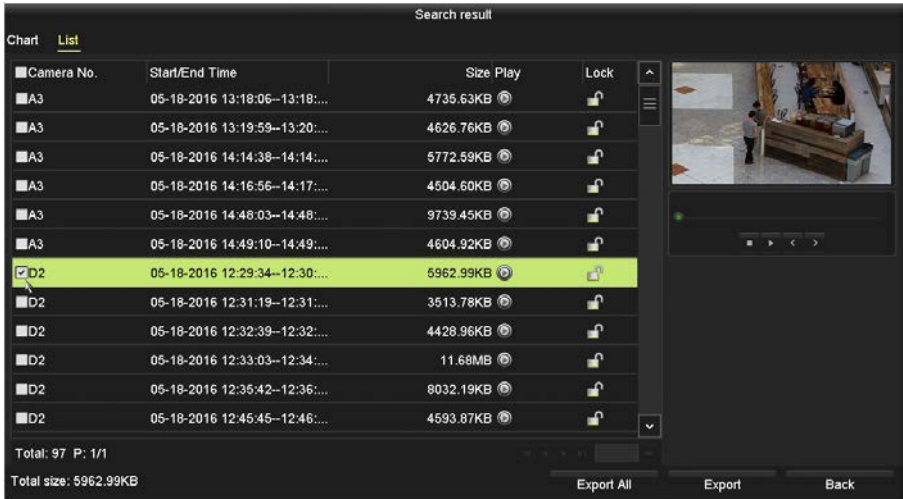 Search result
Chart List
Camera No. Start/End Time Size Play Lock
A3 05-18-2016 13:18:06--13:18:... 4735.63KB
A3 05-18-2016 13:19:59--13:20:... 4626.76KB
A3 05-18-2016 14:14:38--14:14:... 5772.59KB
A3 05-18-2016 14:16:56--14:17:... 4504.60KB
A3 05-18-2016 14:48:03--14:48:... 9739.45KB
A3 05-18-2016 14:49:10--14:49:... 4604.92KB
D2 05-18-2016 12:29:34--12:30:... 5962.99KB
D2 05-18-2016 12:31:19--12:31:... 3513.78KB
D2 05-18-2016 12:32:39--12:32:... 4428.96KB
D2 05-18-2016 12:33:03--12:34:... 11.68MB
D2 05-18-2016 12:35:42--12:36:... 8032.19KB
D2 05-18-2016 12:45:45--12:46:... 4593.87KB
Total: 97 P: 1/1
Total size: 5962.99KB
Export All Export Back